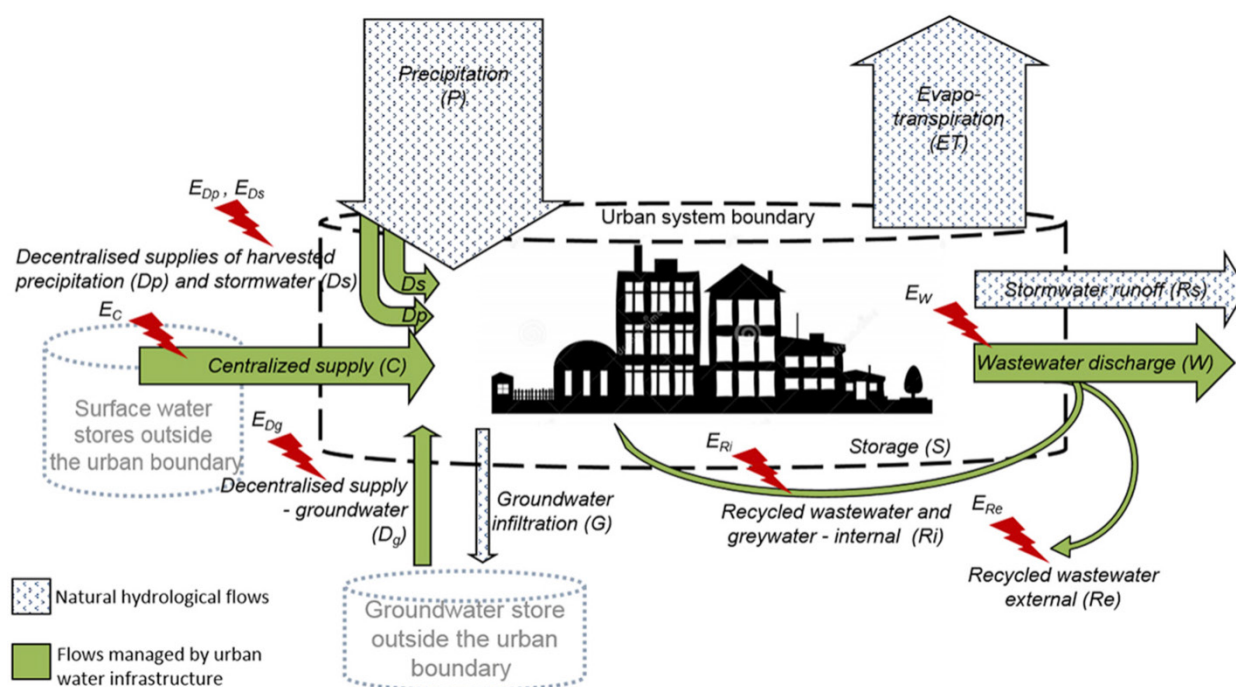 Precipitation
(P)
Evapo-
transpiration
(ET)
E_Dp , E_Ds
Urban system boundary
Decentralised supplies of harvested
precipitation (Dp) and stormwater (Ds)
Ds
Dp
Stormwater runoff (Rs)
E_C
E_W
Centralized supply (C)
Wastewater discharge (W)
Surface water
stores outside
the urban boundary
E_Dg
E_Ri
Storage (S)
Decentralised supply
- groundwater
(D_g)
Groundwater
infiltration (G)
Recycled wastewater and
greywater - internal (Ri)
E_Re
Recycled wastewater
external (Re)
Natural hydrological flows
Groundwater store
outside the urban
boundary
Flows managed by urban
water infrastructure